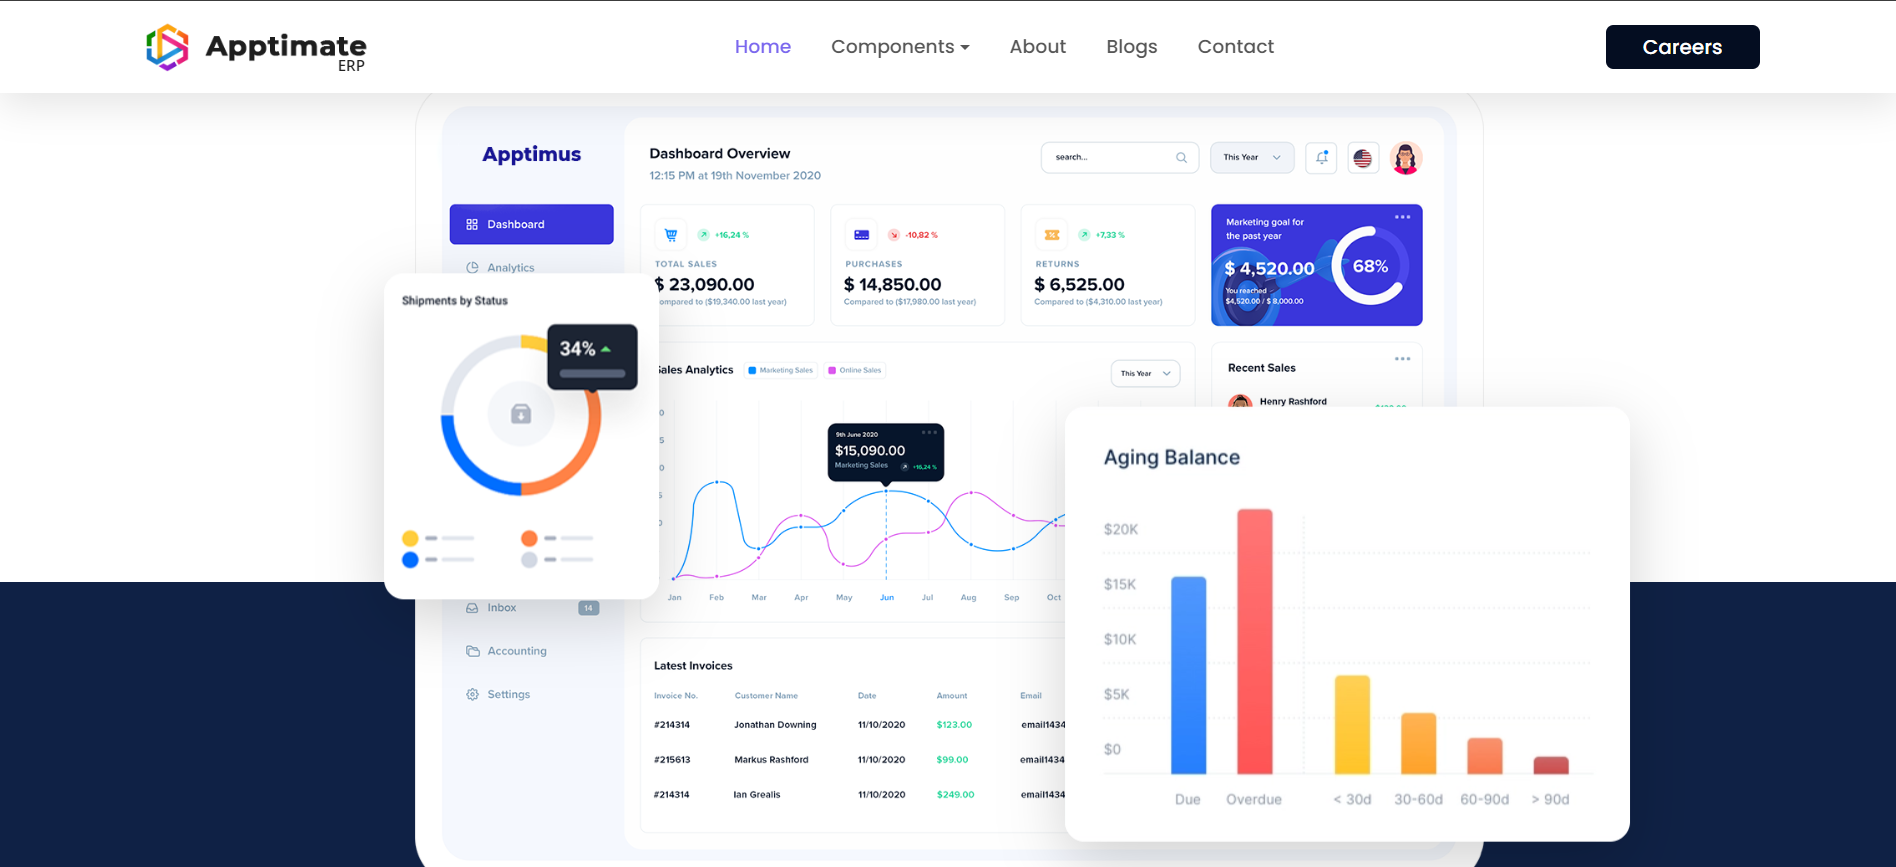 Apptimate
ERP
Home
Components
About
Blogs
Contact
Careers
Apptimus
Dashboard
Analytics
Inbox
14
Accounting
Settings
Dashboard Overview
12:15 PM at 19th November 2020
search...
This Year
+16,24 %
TOTAL SALES
$ 23,090.00
ompared to ($19,340.00 last year)
-10,82 %
PURCHASES
$ 14,850.00
Compared to ($17,980.00 last year)
+7,33 %
RETURNS
$ 6,525.00
Compared to ($4,310.00 last year)
Marketing goal for
the past year
$ 4,520.00
You reached
$4,520.00 / $ 8,000.00
68%
Shipments by Status
34%
ales Analytics
Marketing Sales
Online Sales
This Year
0
5
0
5
0
9th June 2020
$15,090.00
Marketing Sales
+16,24 %
Jan
Feb
Mar
Apr
May
Jun
Jul
Aug
Sep
Oct
Recent Sales
Henry Rashford
Aging Balance
$20K
$15K
$10K
$5K
$0
Due
Overdue
< 30d
30-60d
60-90d
> 90d
Latest Invoices
Invoice No. Customer Name Date Amount Email
#214314 Jonathan Downing 11/10/2020 $123.00 email1434
#215613 Markus Rashford 11/10/2020 $99.00 email1434
#214314 Ian Grealis 11/10/2020 $249.00 email1434